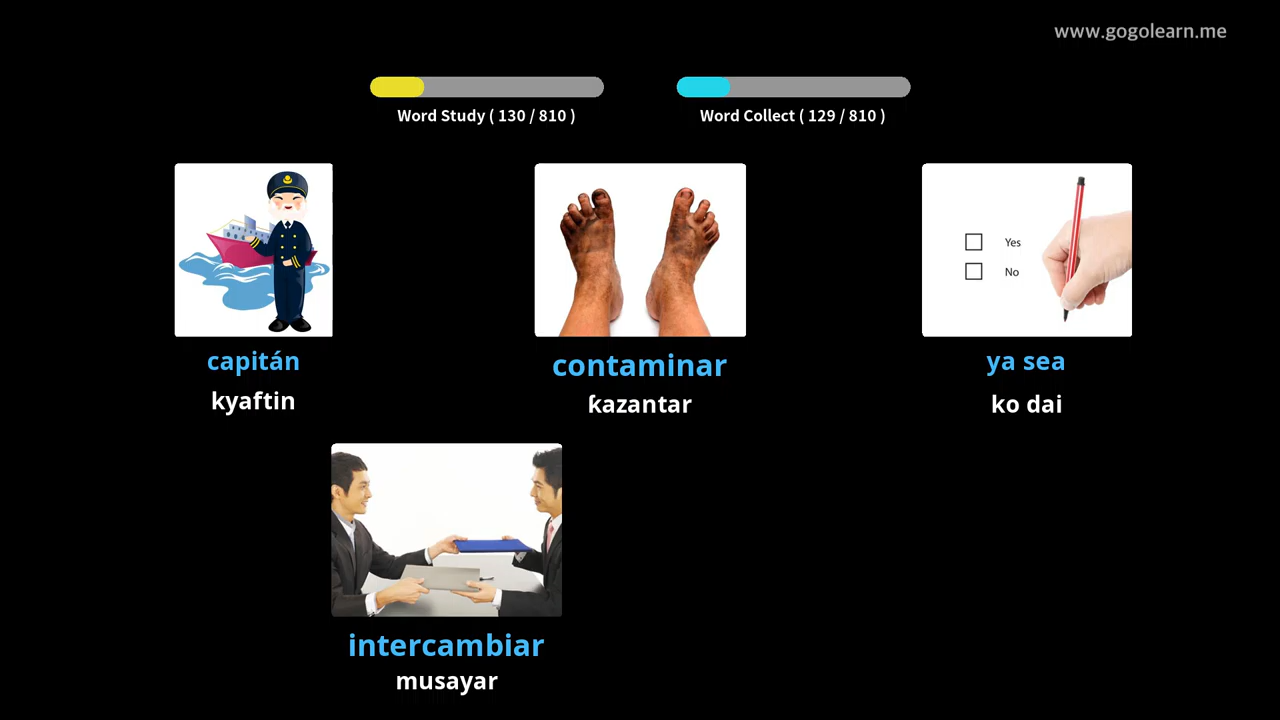 www.gogolearn.me
Word Study ( 130 / 810 )
Word Collect ( 129 / 810 )
Yes
No
capitán
contaminar
ya sea
kyaftin
ƙazantar
ko dai
intercambiar
musayar